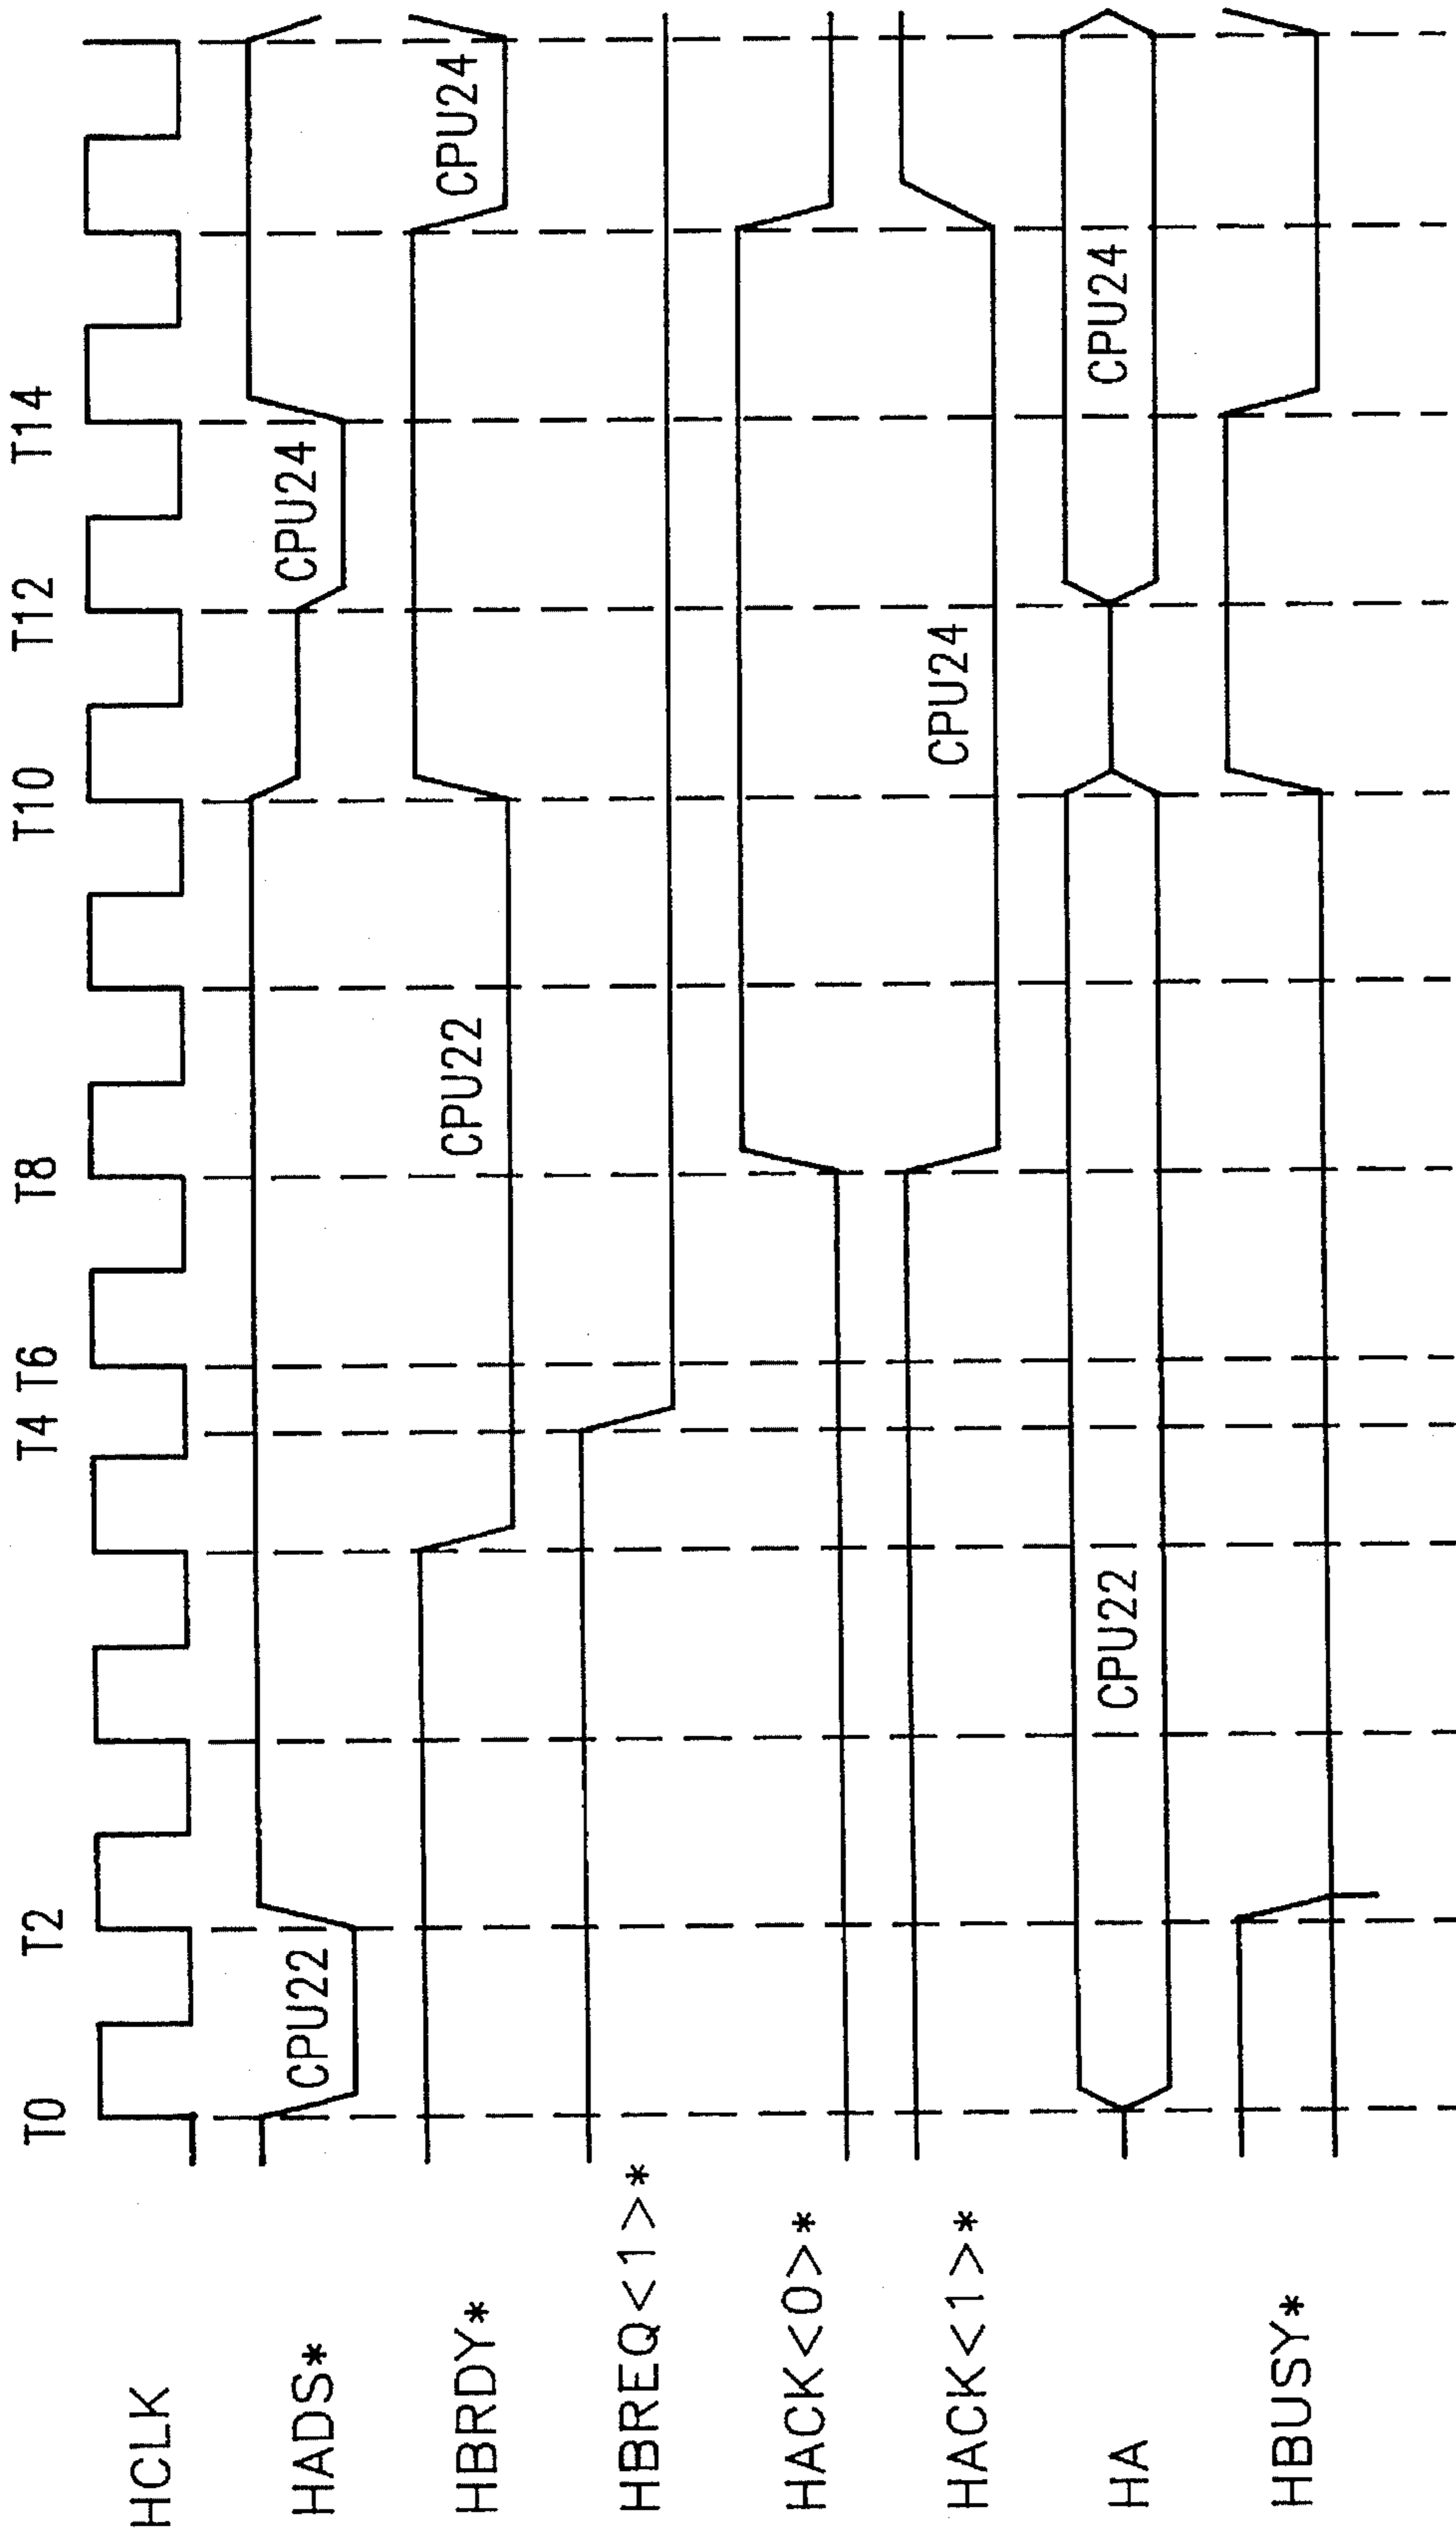 T0 T2 T4 T6 T8 T10 T12 T14
HCLK
HADS* CPU22 CPU24
HBRDY* CPU22 CPU24
HBREQ<1>*
HACK<0>*
HACK<1>* CPU24
HA CPU22 CPU24
HBUSY*